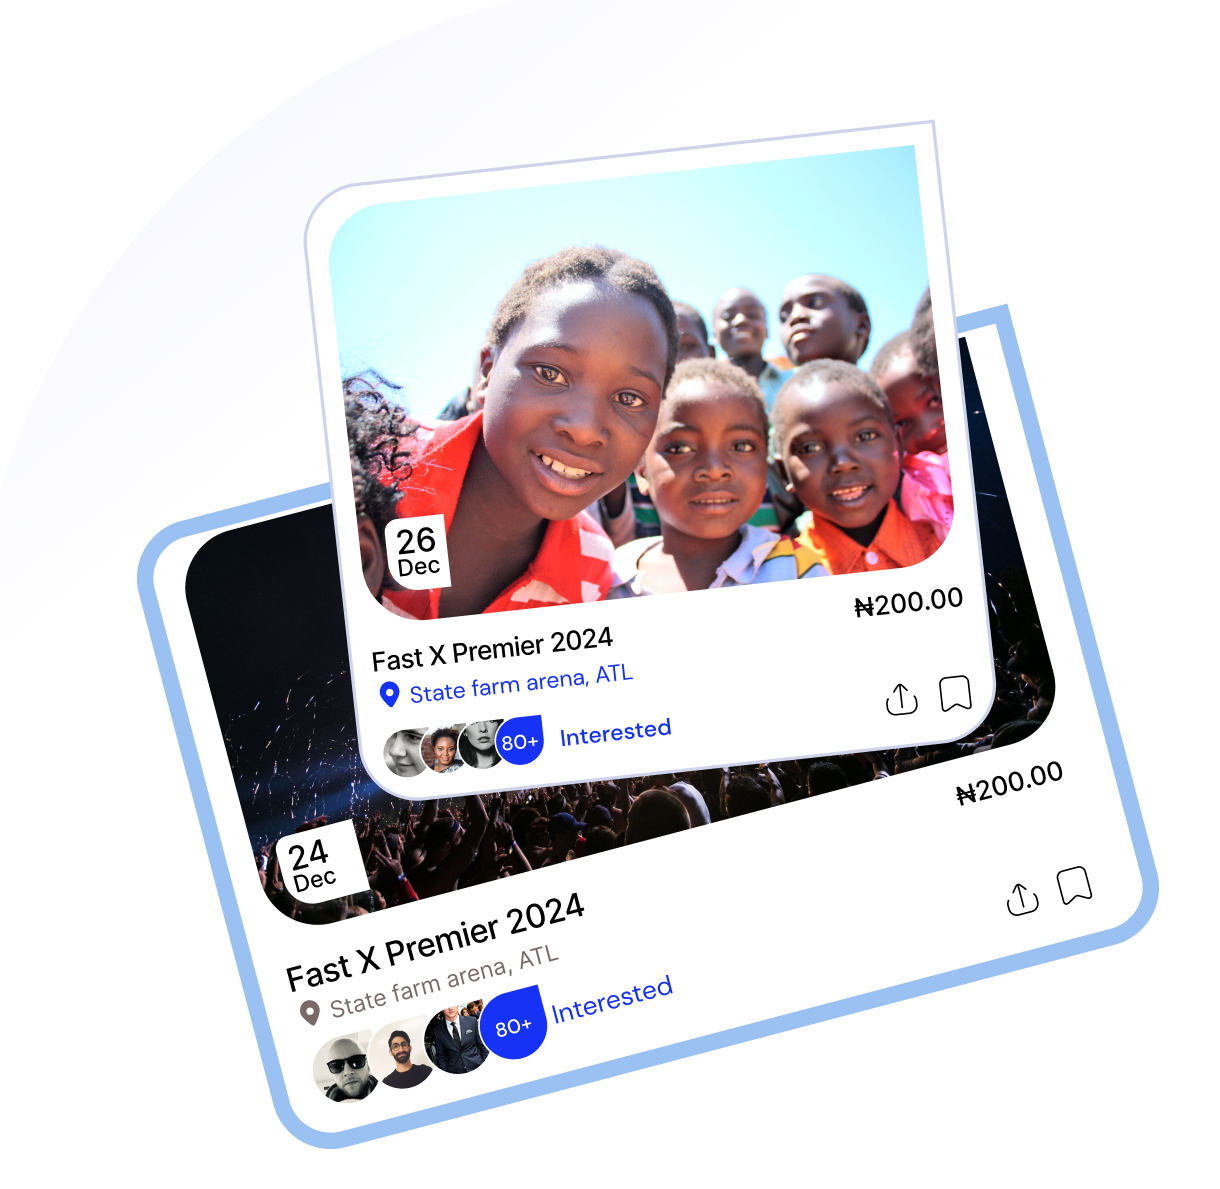 26
Dec
₦200.00
Fast X Premier 2024
State farm arena, ATL
80+
Interested
24
Dec
₦200.00
Fast X Premier 2024
State farm arena, ATL
80+
Interested